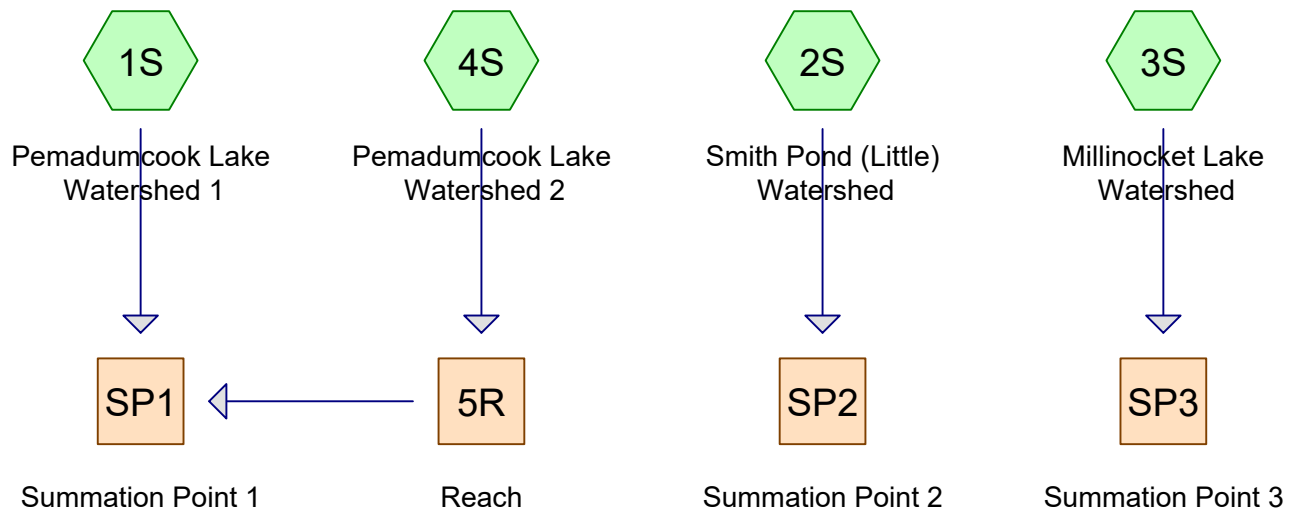 1S
4S
2S
3S
Pemadumcook Lake
Watershed 1
Pemadumcook Lake
Watershed 2
Smith Pond (Little)
Watershed
Millinocket Lake
Watershed
SP1
5R
SP2
SP3
Summation Point 1
Reach
Summation Point 2
Summation Point 3